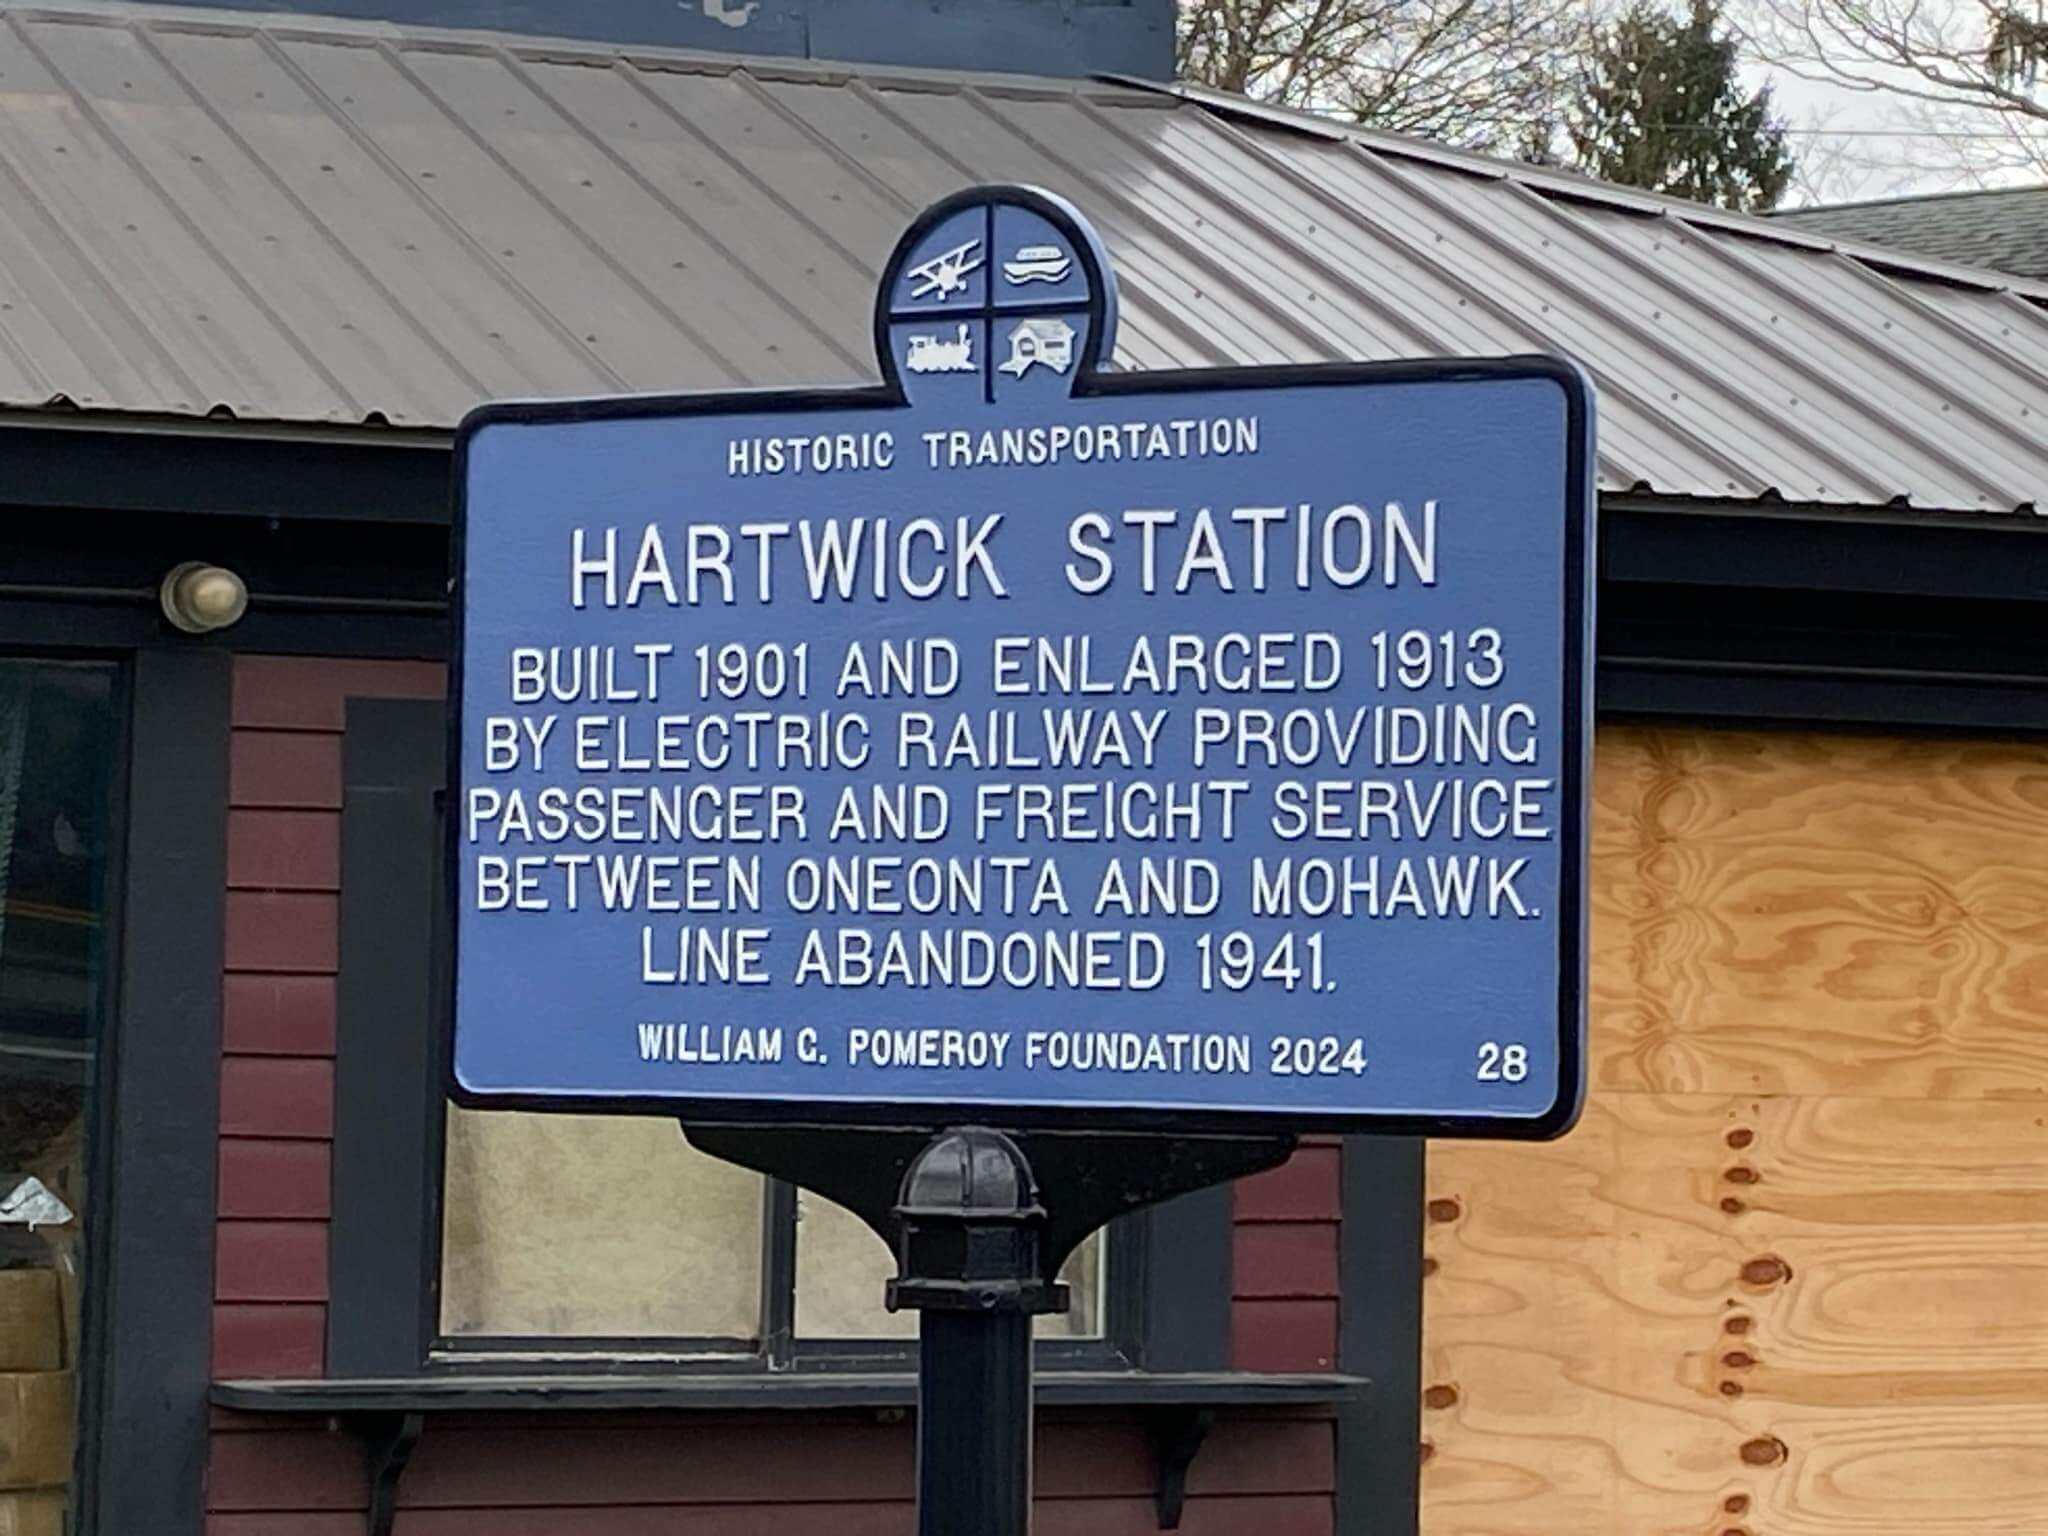 HISTORIC TRANSPORTATION
HARTWICK STATION
BUILT 1901 AND ENLARGED 1913
BY ELECTRIC RAILWAY PROVIDING
PASSENGER AND FREIGHT SERVICE
BETWEEN ONEONTA AND MOHAWK.
LINE ABANDONED 1941.
WILLIAM G. POMEROY FOUNDATION 2024 28